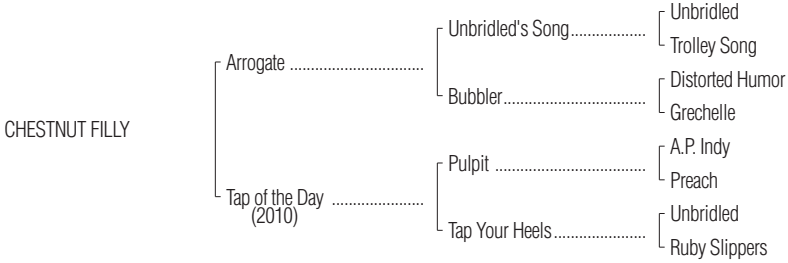 Unbridled
Unbridled's Song..................
Trolley Song
Arrogate ................................
Distorted Humor
Bubbler..................................
Grechelle
CHESTNUT FILLY
A.P. Indy
Pulpit ....................................
Preach
Tap of the Day ......................
(2010)
Unbridled
Tap Your Heels......................
Ruby Slippers